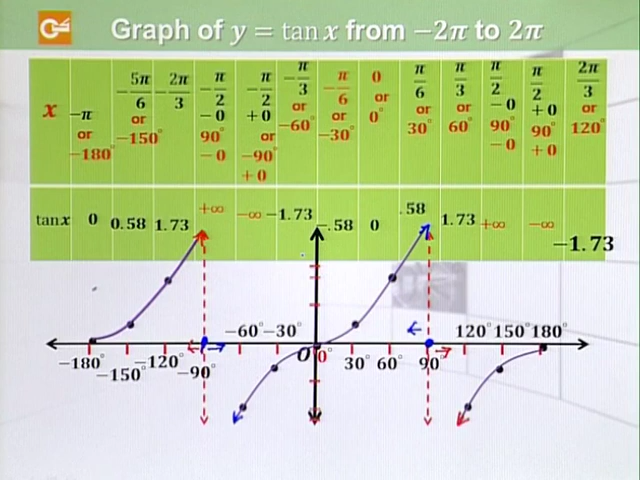 Graph of y = tan x from −2π to 2π
x
−π or −180°
−5π/6 or −150°
−2π/3
−π/2 −0 90° −0
−π/2 +0 or −90° +0
−π/3 or −60°
−π/6 or −30°
0 or 0°
π/6 or 30°
π/3 or 60°
π/2 −0 90° −0
π/2 +0 90° +0
2π/3 or 120°
tan x 0 0.58 1.73 +∞ −∞ −1.73 −.58 0 .58 1.73 +∞ −∞ −1.73
−60° −30° 120° 150° 180°
−180° −150° −120° −90° O 0° 30° 60° 90